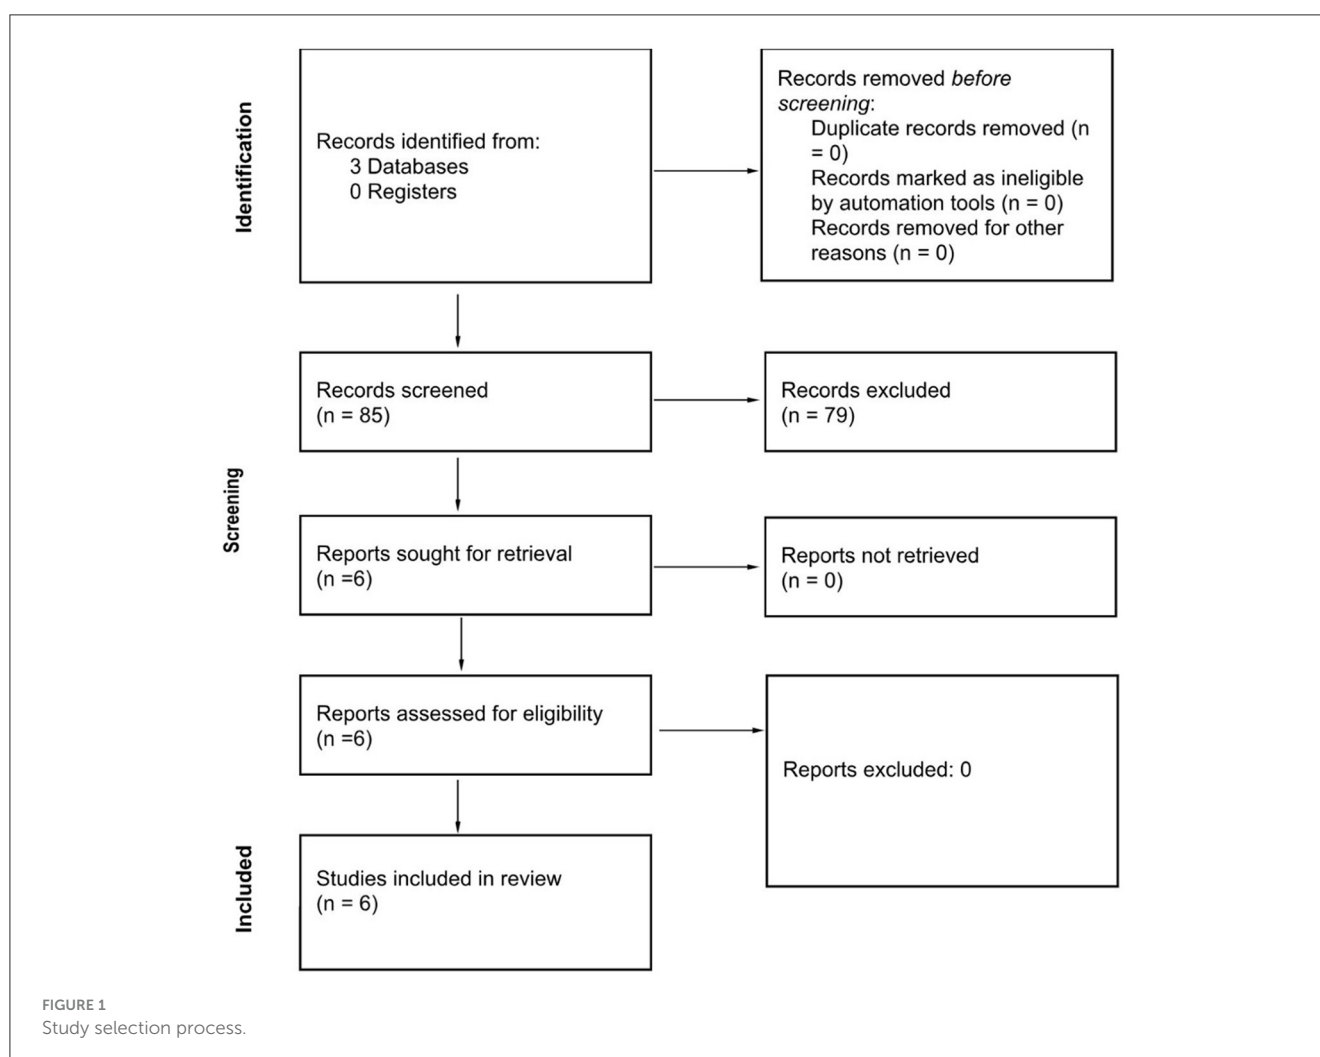 Identification
Records identified from:
3 Databases
0 Registers
Records removed before
screening:
Duplicate records removed (n
= 0)
Records marked as ineligible
by automation tools (n = 0)
Records removed for other
reasons (n = 0)
Screening
Records screened
(n = 85)
Records excluded
(n = 79)
Reports sought for retrieval
(n =6)
Reports not retrieved
(n = 0)
Reports assessed for eligibility
(n =6)
Reports excluded: 0
Included
Studies included in review
(n = 6)
FIGURE 1
Study selection process.